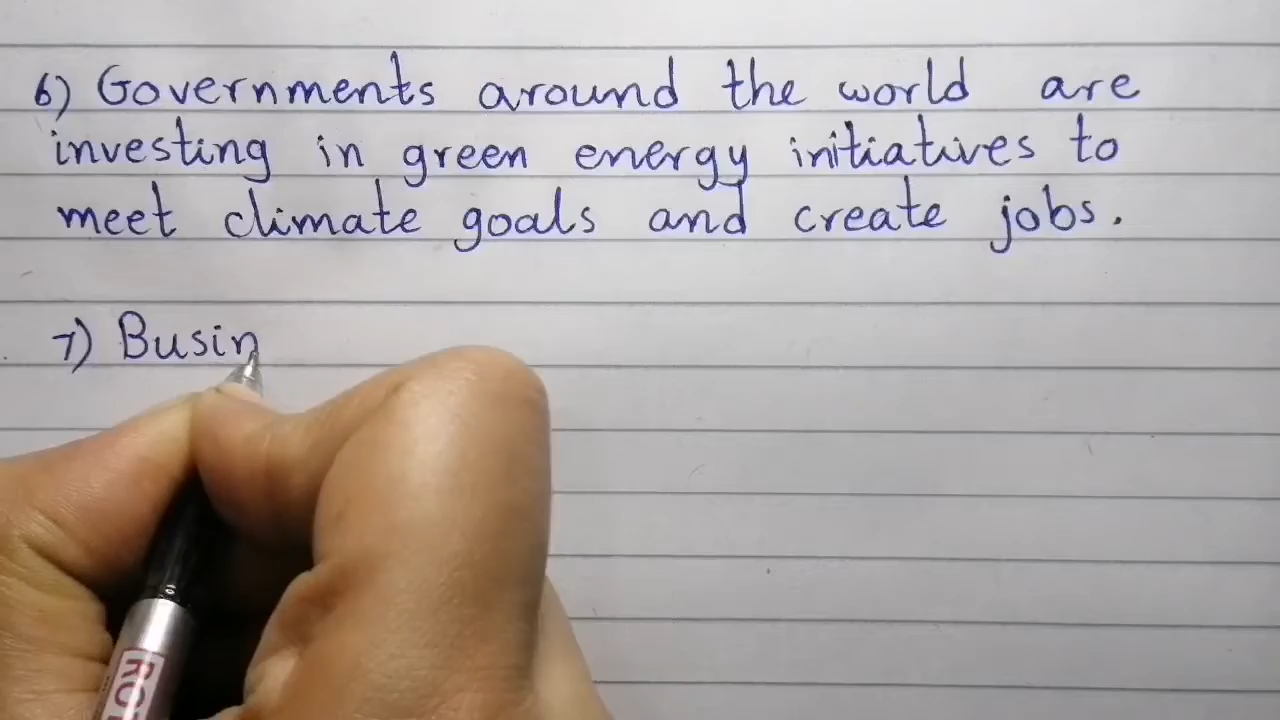 6) Governments around the world are
investing in green energy initiatives to
meet climate goals and create jobs.
7) Busin